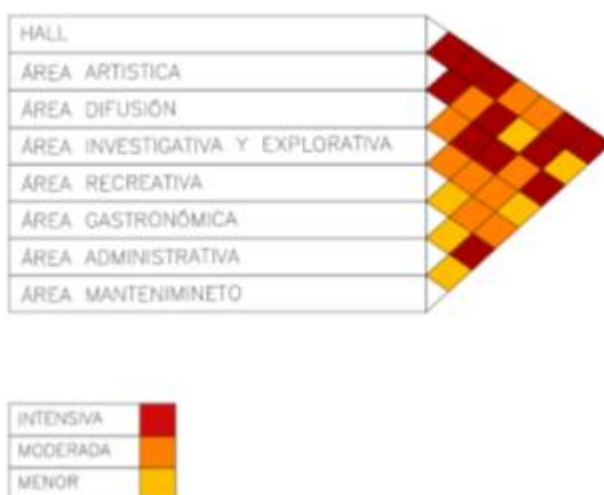 HALL
ÁREA ARTISTICA
ÁREA DIFUSIÓN
ÁREA INVESTIGATIVA Y EXPLORATIVA
ÁREA RECREATIVA
ÁREA GASTRONÓMICA
ÁREA ADMINISTRATIVA
ÁREA MANTENIMINETO
INTENSIVA
MODERADA
MENOR